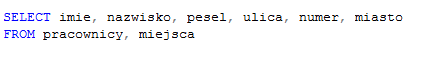 SELECT imie, nazwisko, pesel, ulica, numer, miasto
FROM pracownicy, miejsca